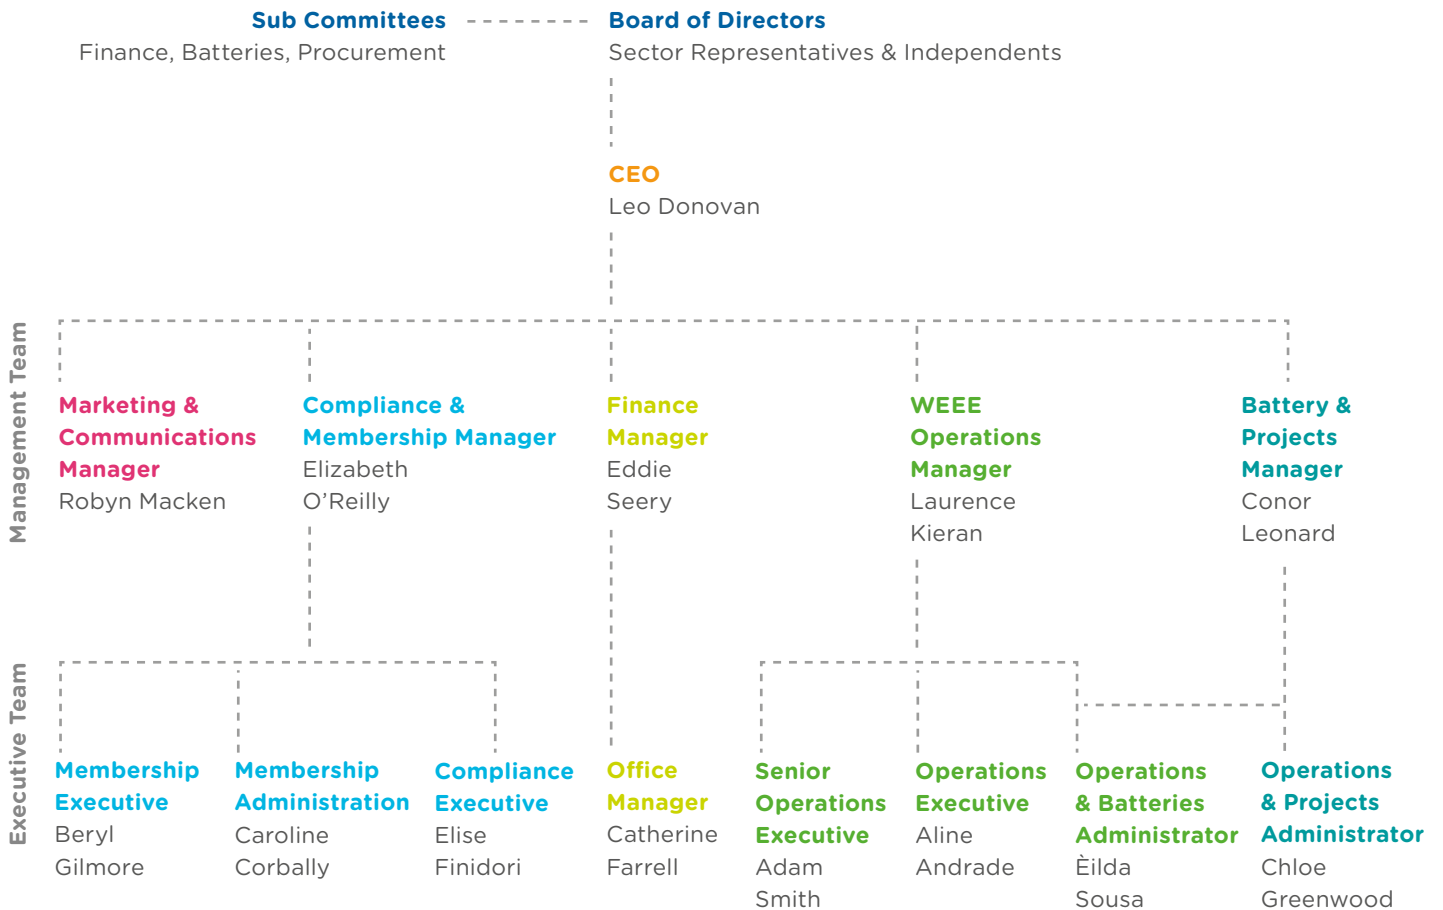 Sub Committees
Finance, Batteries, Procurement
Board of Directors
Sector Representatives & Independents
CEO
Leo Donovan
Management Team
Marketing &
Communications
Manager
Robyn Macken
Compliance &
Membership Manager
Elizabeth
O’Reilly
Finance
Manager
Eddie
Seery
WEEE
Operations
Manager
Laurence
Kieran
Battery &
Projects
Manager
Conor
Leonard
Executive Team
Membership
Executive
Beryl
Gilmore
Membership
Administration
Caroline
Corbally
Compliance
Executive
Elise
Finidori
Office
Manager
Catherine
Farrell
Senior
Operations
Executive
Adam
Smith
Operations
Executive
Aline
Andrade
Operations
& Batteries
Administrator
Èilda
Sousa
Operations
& Projects
Administrator
Chloe
Greenwood